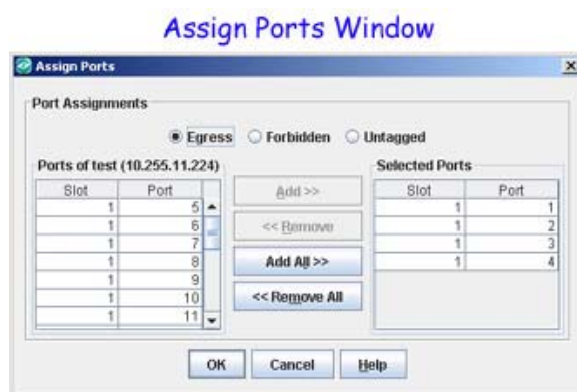 Assign Ports Window
Assign Ports
Port Assignments
Egress Forbidden Untagged
Ports of test (10.255.11.224)
Slot Port
1 5
1 6
1 7
1 8
1 9
1 10
1 11
Add >>
<< Remove
Add All >>
<< Remove All
Selected Ports
Slot Port
1 1
1 2
1 3
1 4
OK Cancel Help